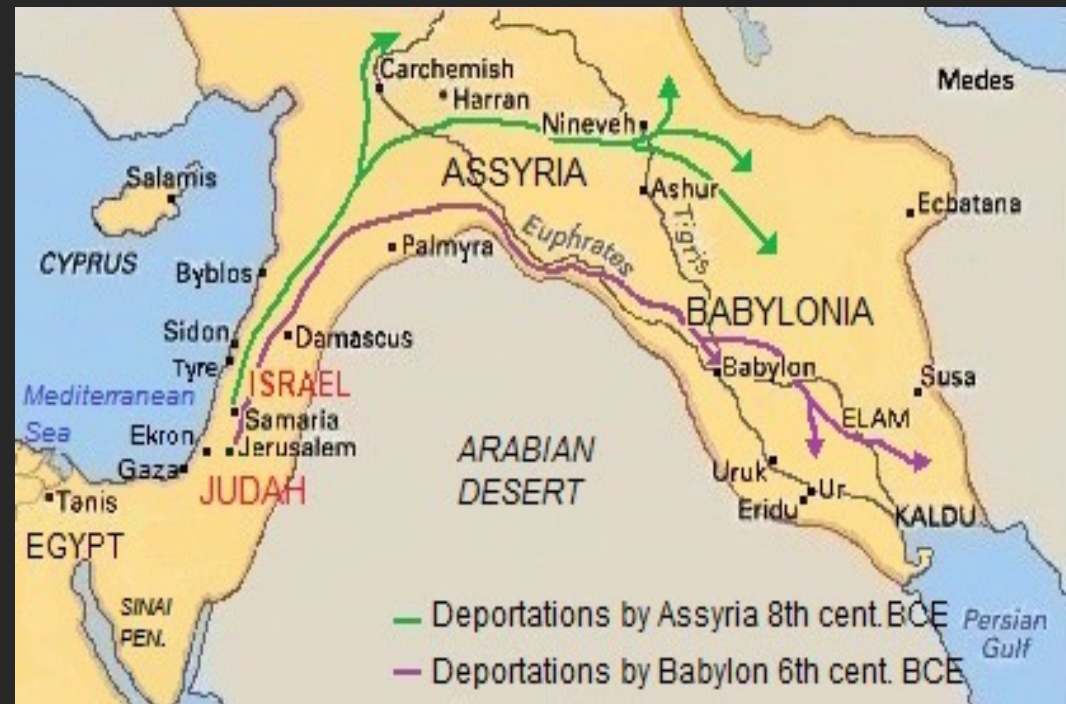 Carchemish
Harran
Medes
Nineveh
Salamis
ASSYRIA
Ashur
Ecbatana
Tigris
CYPRUS
Byblos
Palmyra
Euphrates
Sidon
Damascus
BABYLONIA
Tyre
Babylon
Susa
Mediterranean
Sea
ISRAEL
Samaria
ELAM
Ekron
Jerusalem
ARABIAN
DESERT
Gaza
JUDAH
Uruk
Ur
Tanis
Eridu
KALDU
EGYPT
SINAI
PEN.
Deportations by Assyria 8th cent.BCE
Persian
Gulf
Deportations by Babylon 6th cent. BCE